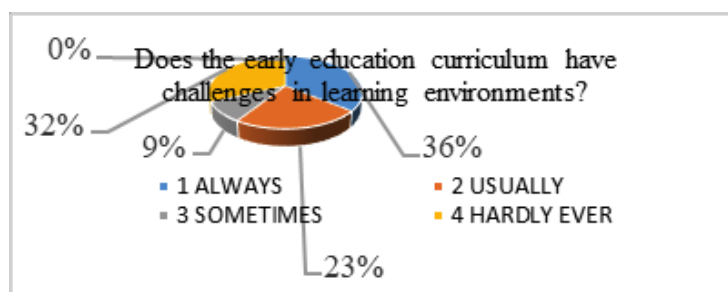 0%
Does the early education curriculum have
challenges in learning environments?
32%
9%
36%
1 ALWAYS
2 USUALLY
3 SOMETIMES
4 HARDLY EVER
23%